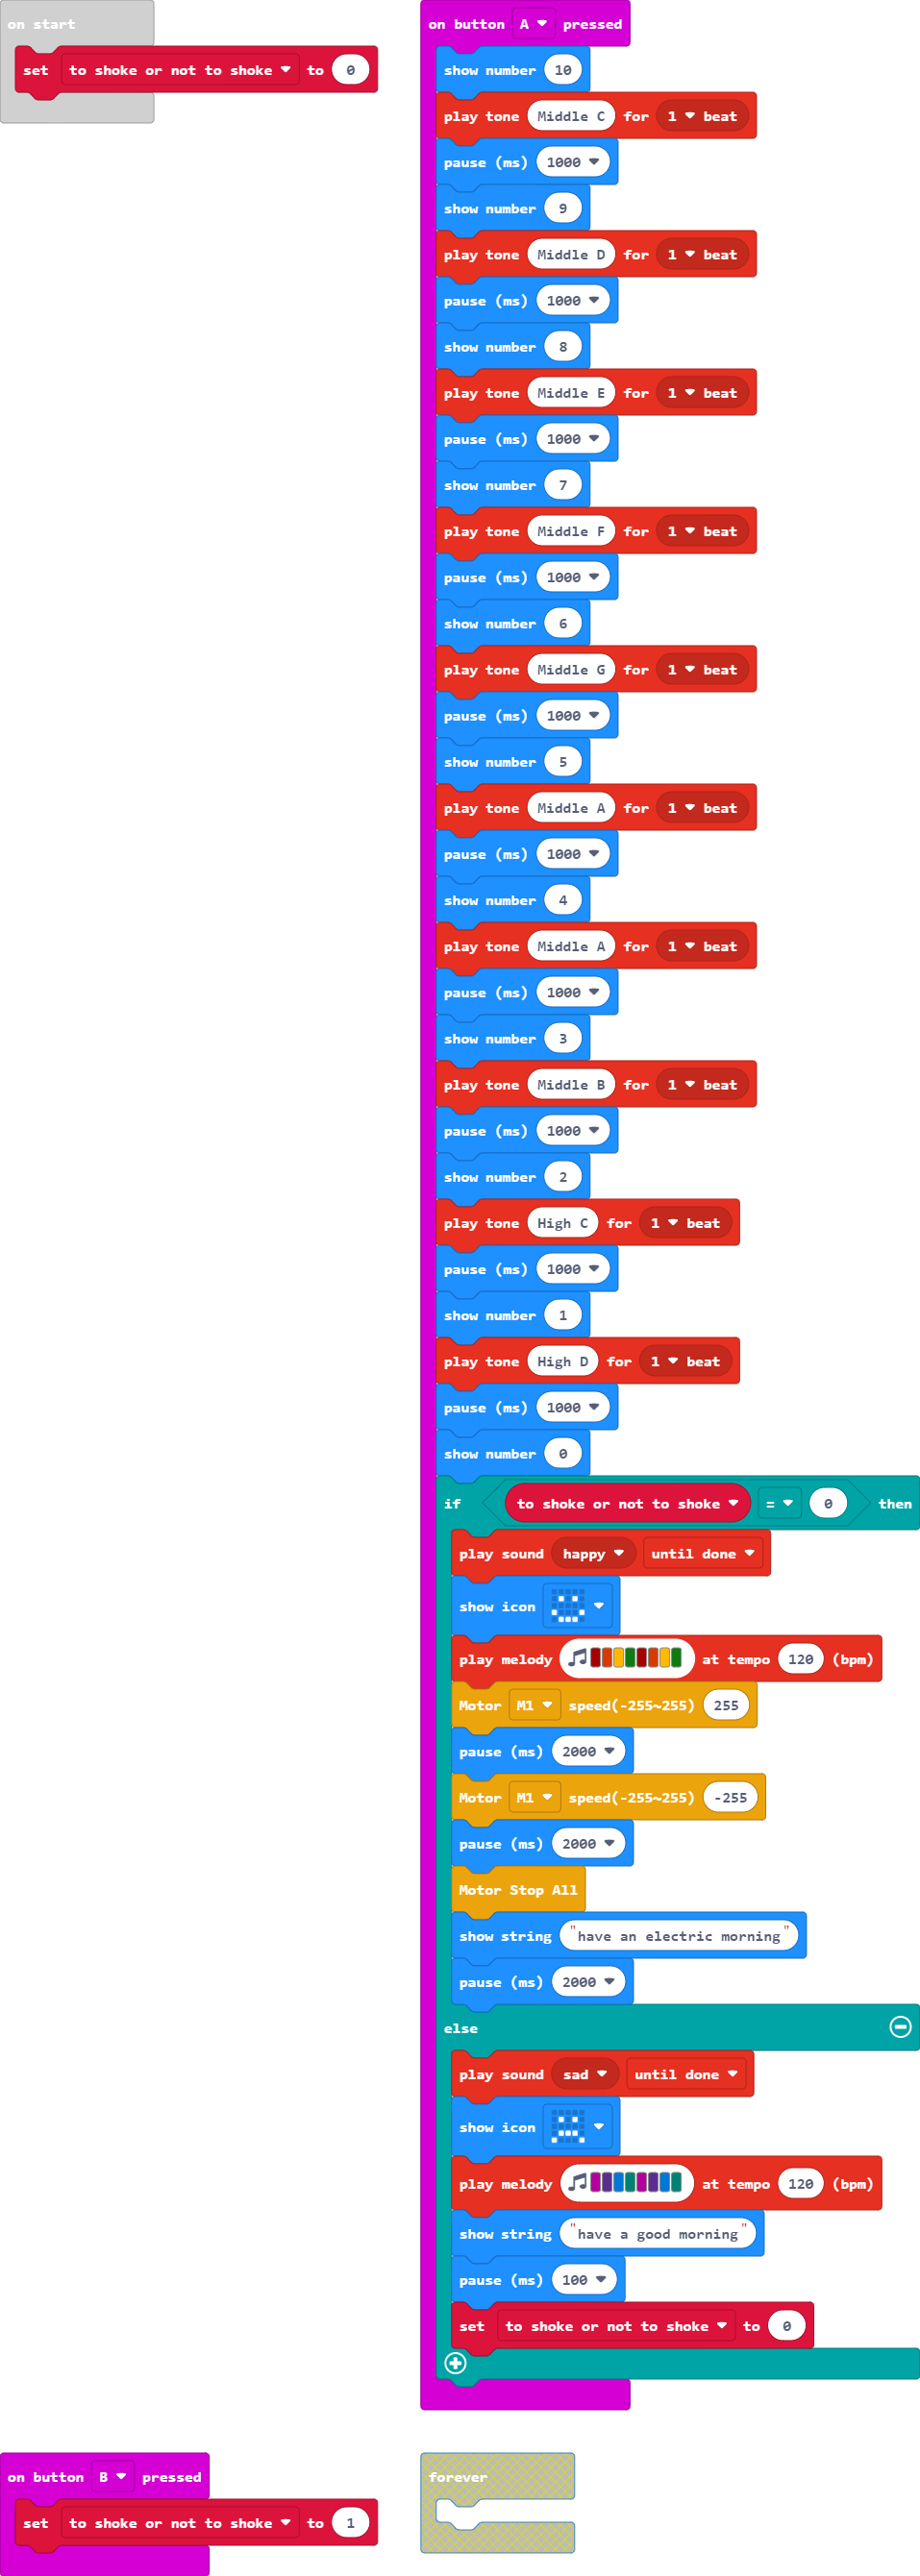 on start
set to shoke or not to shoke to 0
on button A pressed
show number 10
play tone Middle C for 1 beat
pause (ms) 1000
show number 9
play tone Middle D for 1 beat
pause (ms) 1000
show number 8
play tone Middle E for 1 beat
pause (ms) 1000
show number 7
play tone Middle F for 1 beat
pause (ms) 1000
show number 6
play tone Middle G for 1 beat
pause (ms) 1000
show number 5
play tone Middle A for 1 beat
pause (ms) 1000
show number 4
play tone Middle A for 1 beat
pause (ms) 1000
show number 3
play tone Middle B for 1 beat
pause (ms) 1000
show number 2
play tone High C for 1 beat
pause (ms) 1000
show number 1
play tone High D for 1 beat
pause (ms) 1000
show number 0
if to shoke or not to shoke = 0 then
play sound happy until done
show icon
play melody at tempo 120 (bpm)
Motor M1 speed(-255~255) 255
pause (ms) 2000
Motor M1 speed(-255~255) -255
pause (ms) 2000
Motor Stop All
show string "have an electric morning"
pause (ms) 2000
else
play sound sad until done
show icon
play melody at tempo 120 (bpm)
show string "have a good morning"
pause (ms) 100
set to shoke or not to shoke to 0
on button B pressed
set to shoke or not to shoke to 1
forever